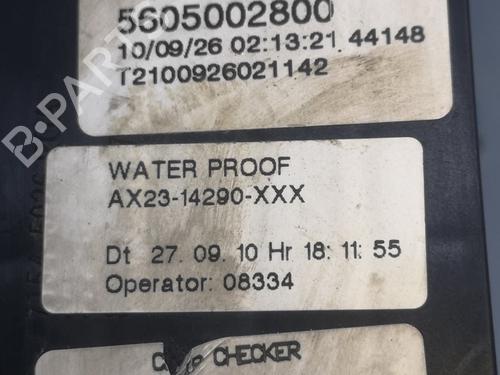 5605002800
10/09/26 02:13:21 44148
T2100926021142
WATER PROOF
AX23-14290-XXX
Dt 27. 09. 10 Hr 18: 11: 55
Operator: 08334
CHECKER
B-PARTS